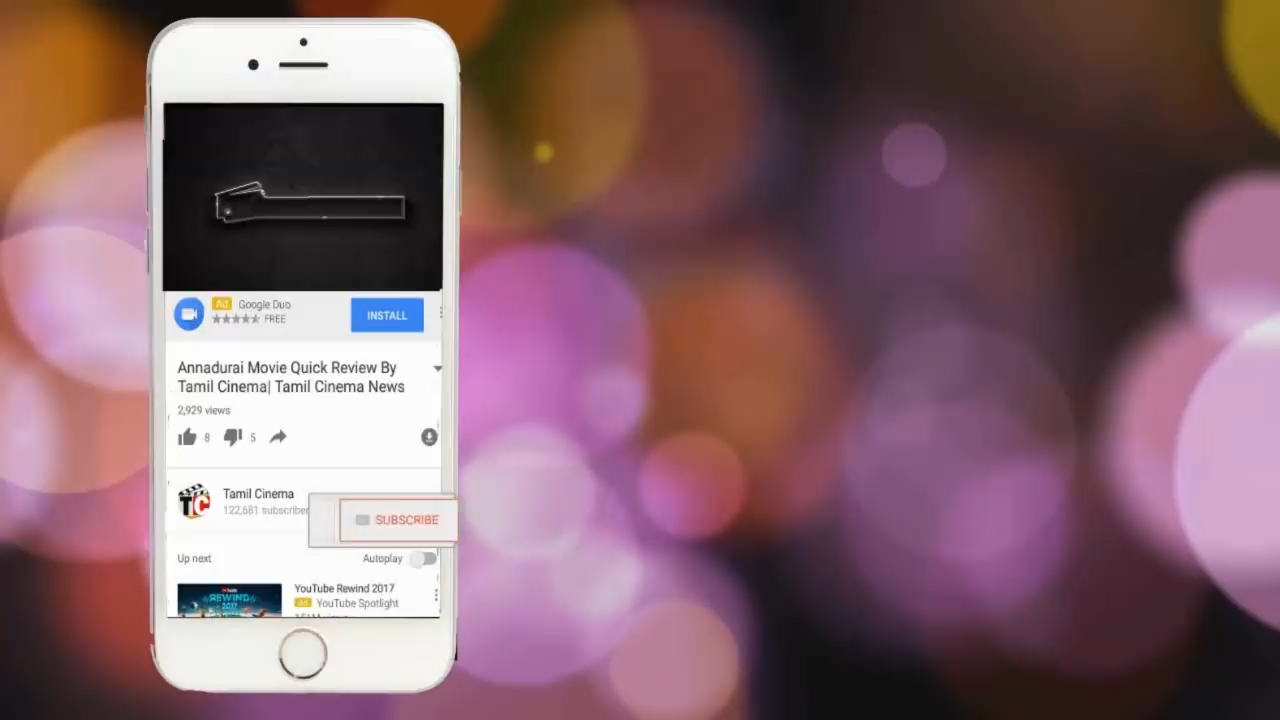 Ad Google Duo
FREE
INSTALL
Annadurai Movie Quick Review By
Tamil Cinema| Tamil Cinema News
2,929 views
8 5
TC
Tamil Cinema
122,681 subscriber
SUBSCRIBE
Up next
Autoplay
REWIND
2017
YouTube Rewind 2017
Ad YouTube Spotlight